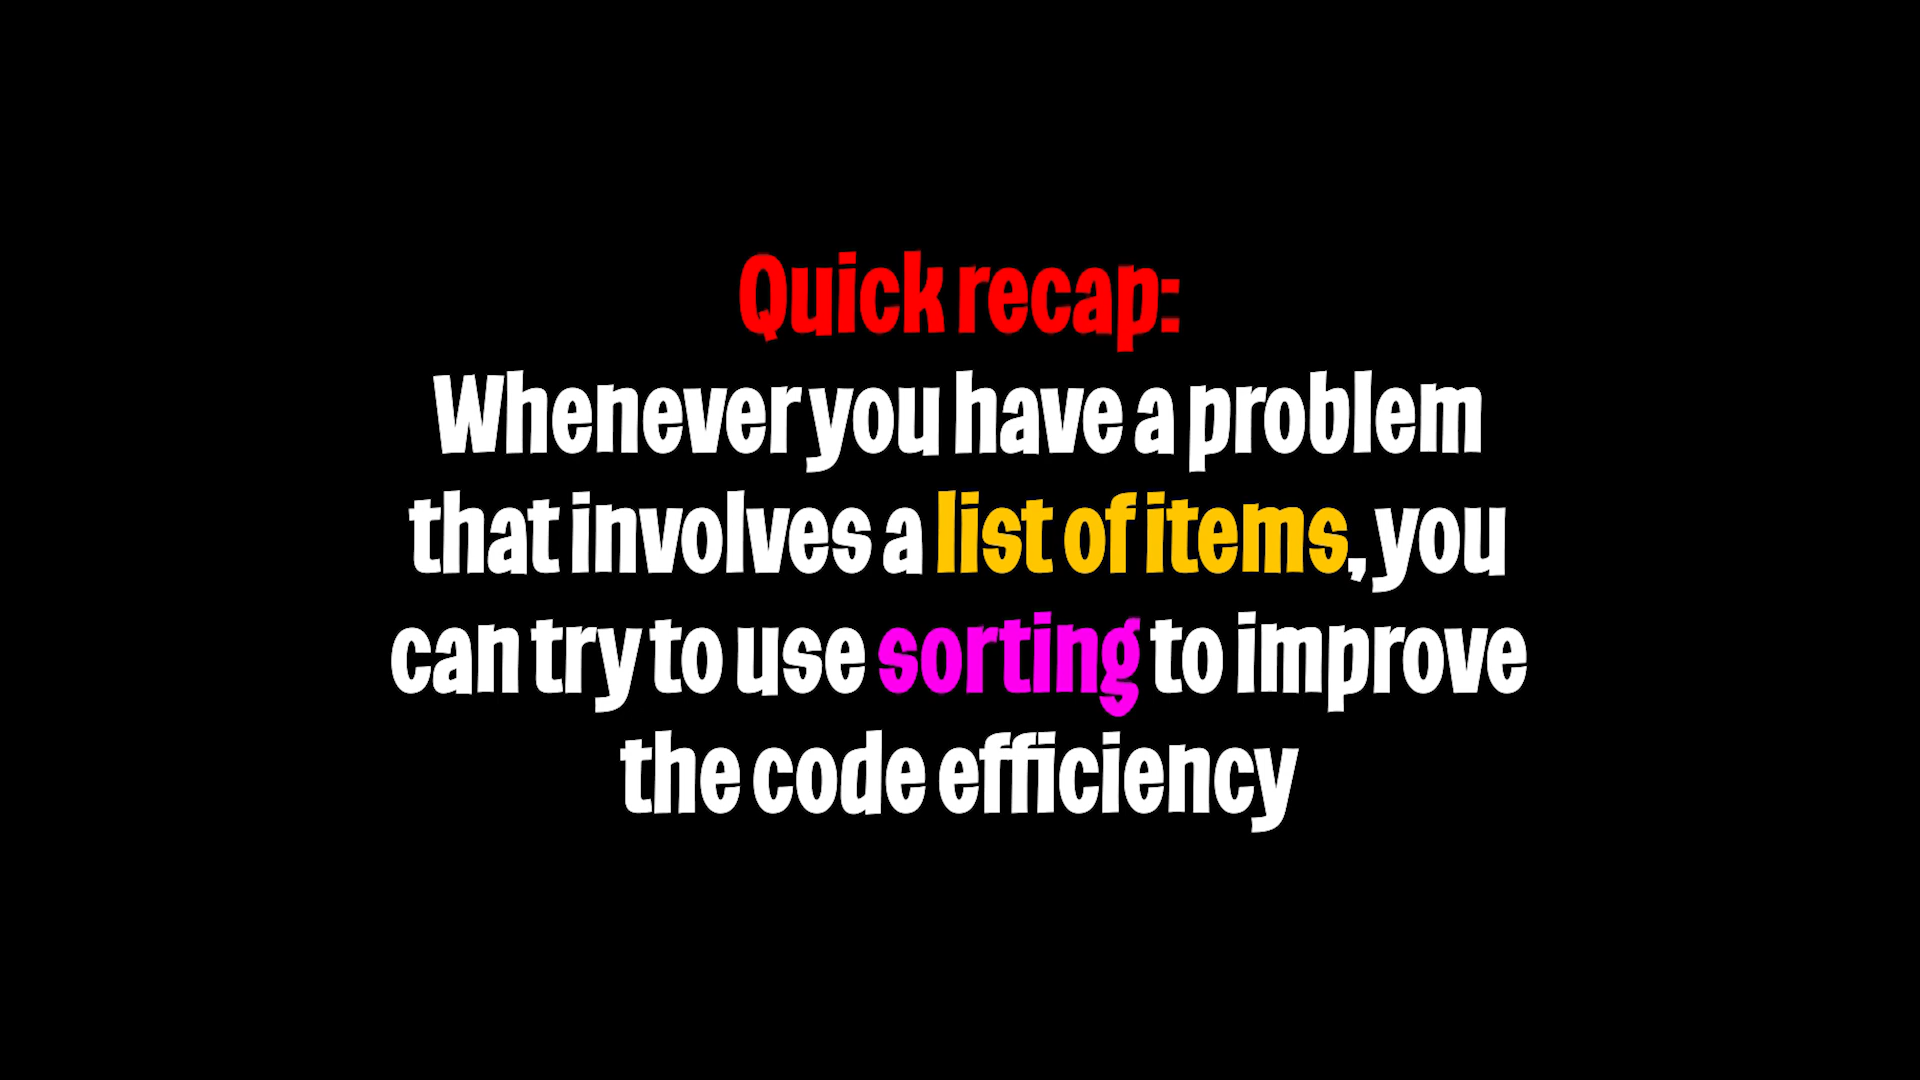 Quick recap:
Whenever you have a problem
that involves a list of items, you
can try to use sorting to improve
the code efficiency